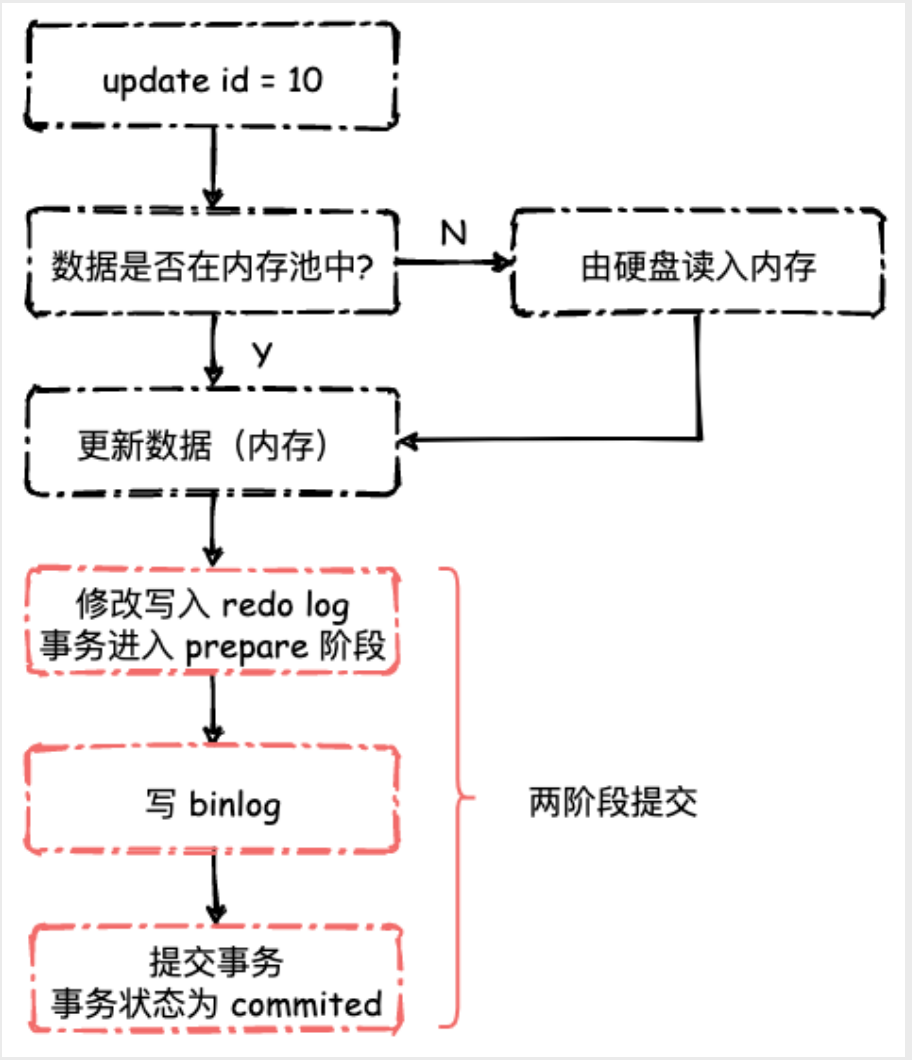 update id = 10
数据是否在内存池中?
N
由硬盘读入内存
Y
更新数据（内存）
修改写入 redo log
事务进入 prepare 阶段
写 binlog
两阶段提交
提交事务
事务状态为 commited